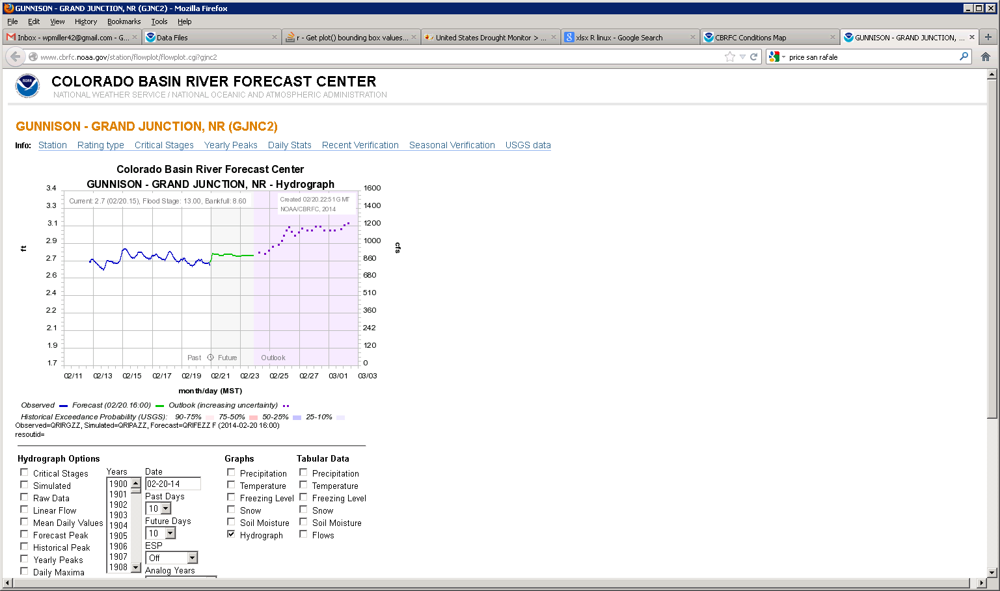 GUNNISON - GRAND JUNCTION, NR (GJNC2) - Mozilla Firefox
File Edit View History Bookmarks Tools Help
Inbox - wpmiller42@gmail.com - G... Data Files r - Get plot() bounding box values... United States Drought Monitor > ... xlsx R linux - Google Search CBRFC Conditions Map GUNNISON - GRAND JUNCTION, ...
www.cbrfc.noaa.gov/station/flowplot/flowplot.cgi?gjnc2 price san rafale
COLORADO BASIN RIVER FORECAST CENTER
NATIONAL WEATHER SERVICE / NATIONAL OCEANIC AND ATMOSPHERIC ADMINISTRATION
GUNNISON - GRAND JUNCTION, NR (GJNC2)
Info: Station Rating type Critical Stages Yearly Peaks Daily Stats Recent Verification Seasonal Verification USGS data
Colorado Basin River Forecast Center
GUNNISON - GRAND JUNCTION, NR - Hydrograph
3.4 1600
Current: 2.7 (02/20.15), Flood Stage: 13.00, Bankfull: 8.60 Created 02/20.22:51 GMT
NOAA/CBRFC, 2014
3.3 1400
3.1 1200
2.9 1000
ft cfs
2.7 860
2.6 680
2.4 510
2.2 360
2.1 242
1.9 120
Past Future Outlook
1.7 0
02/11 02/13 02/15 02/17 02/19 02/21 02/23 02/25 02/27 03/01 03/03
month/day (MST)
Observed Forecast (02/20.16:00) Outlook (increasing uncertainty)
Historical Exceedance Probability (USGS): 90-75% 75-50% 50-25% 25-10%
Observed=QRIRGZZ, Simulated=QRIPAZZ, Forecast=QRIFEZZ F (2014-02-20 16:00)
resoutid=
Hydrograph Options Graphs Tabular Data
Critical Stages Years Date Precipitation Precipitation
Simulated 1900 02-20-14 Temperature Temperature
Raw Data 1901 Past Days Freezing Level Freezing Level
Linear Flow 1902 10 Snow Snow
Mean Daily Values 1903 Future Days Soil Moisture Soil Moisture
Forecast Peak 1904 10 Hydrograph Flows
Historical Peak 1905 ESP
Yearly Peaks 1906 Off
Daily Maxima 1907 Analog Years
1908